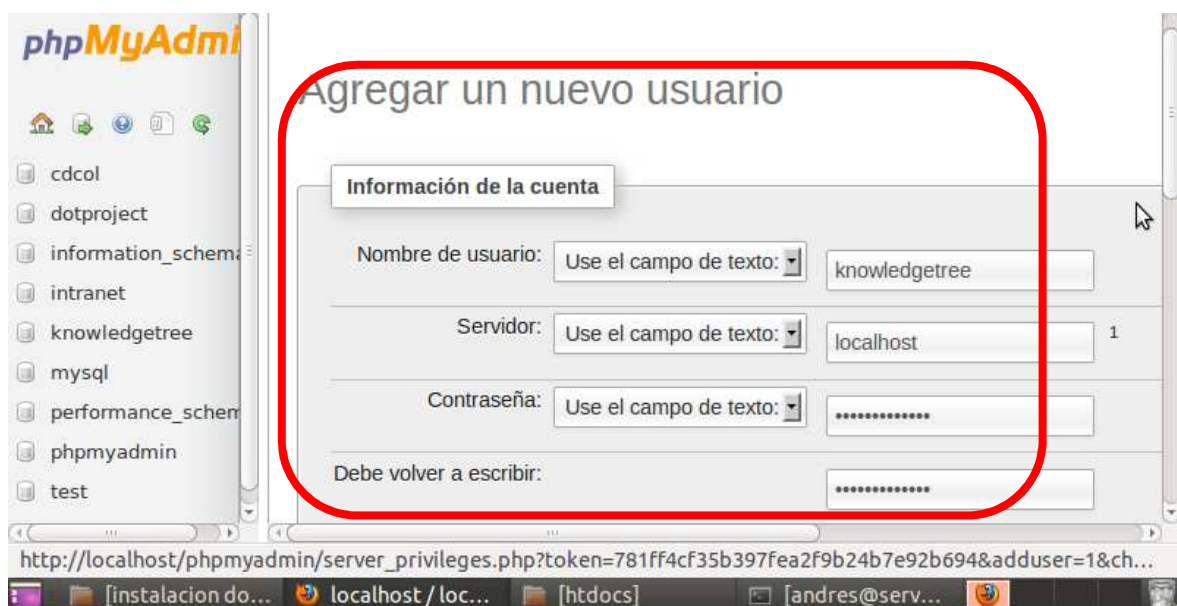 phpMyAdmi
Agregar un nuevo usuario
cdcol
dotproject
information_schema
intranet
knowledgetree
mysql
performance_schem
phpmyadmin
test
Información de la cuenta
Nombre de usuario: Use el campo de texto: knowledgetree
Servidor: Use el campo de texto: localhost 1
Contraseña: Use el campo de texto: •••••••••••••
Debe volver a escribir: •••••••••••••
http://localhost/phpmyadmin/server_privileges.php?token=781ff4cf35b397fea2f9b24b7e92b694&adduser=1&ch...
[instalacion do... localhost / loc... [htdocs] [andres@serv...